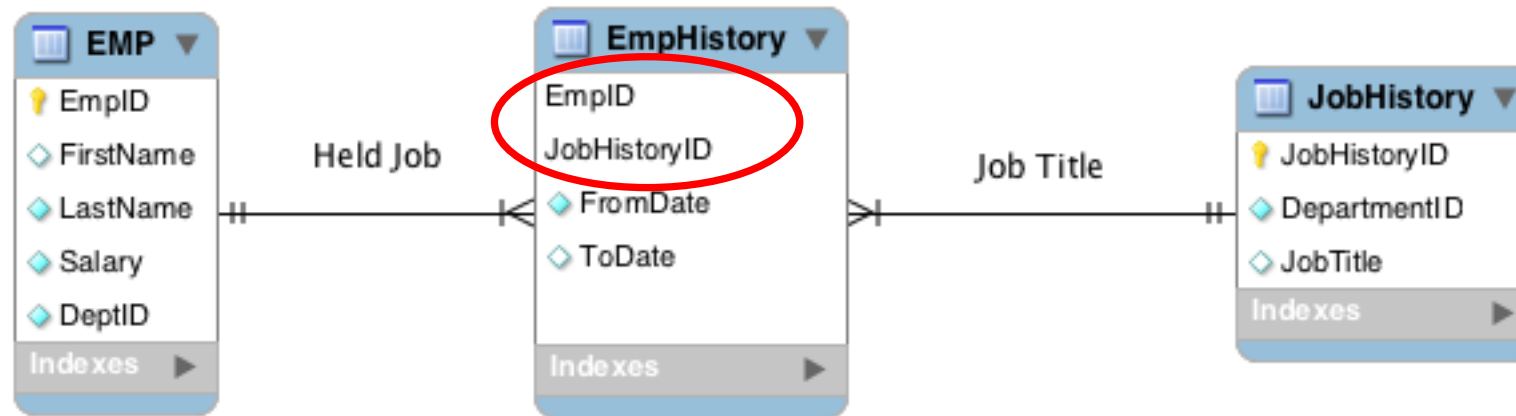 EMP
EmpID
FirstName
LastName
Salary
DeptID
Indexes
Held Job
EmpHistory
EmpID
JobHistoryID
FromDate
ToDate
Indexes
Job Title
JobHistory
JobHistoryID
DepartmentID
JobTitle
Indexes